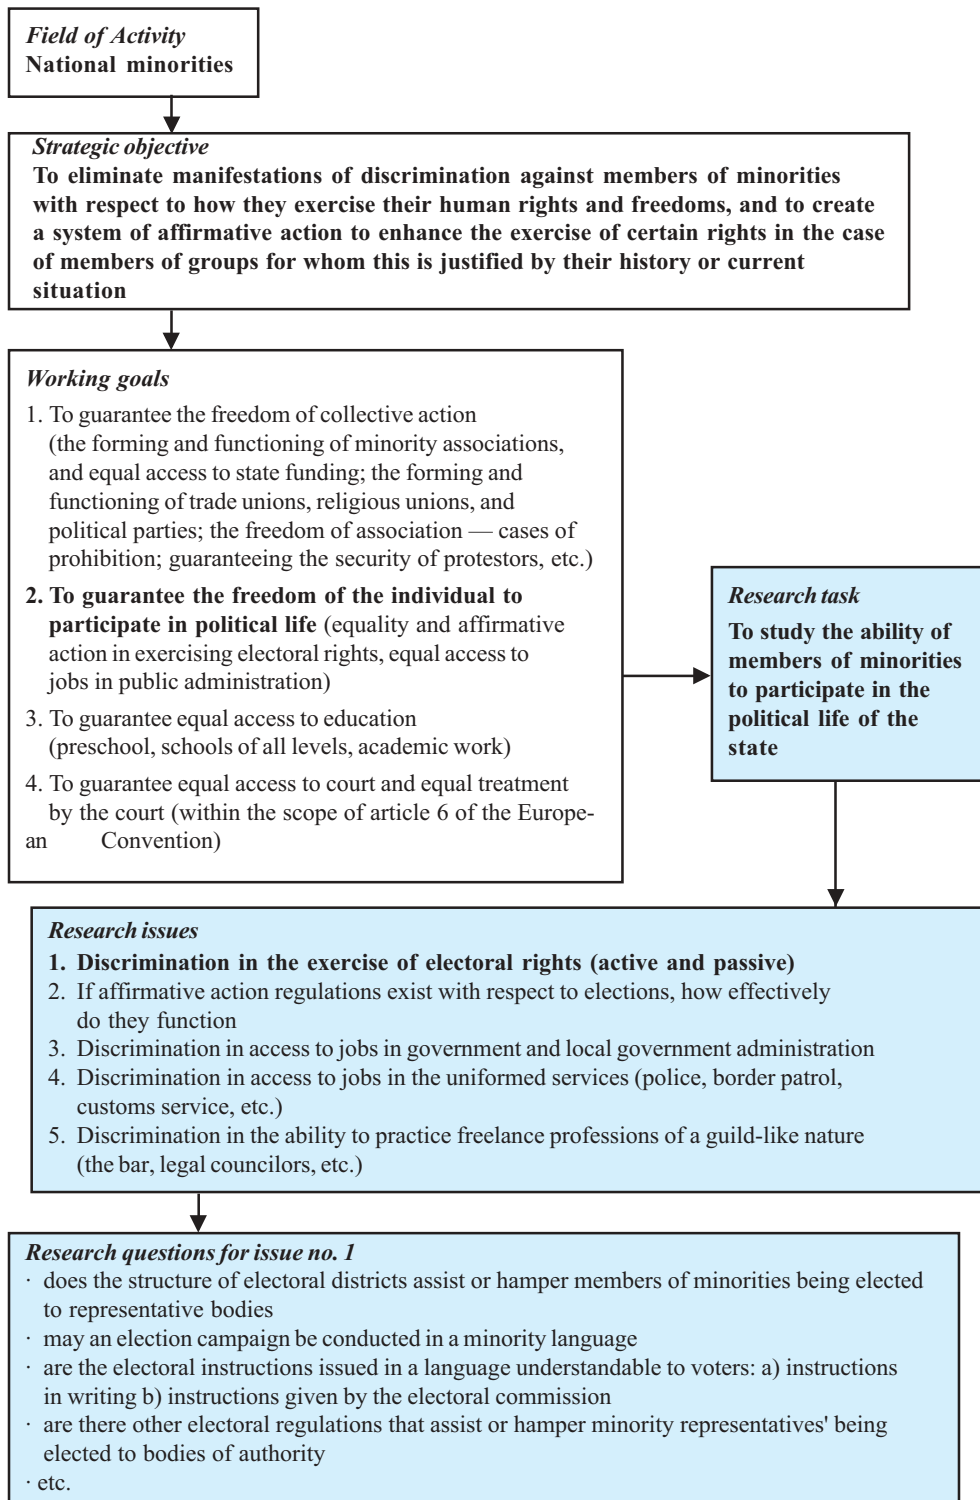 Field of Activity
National minorities
Strategic objective
To eliminate manifestations of discrimination against members of minorities
with respect to how they exercise their human rights and freedoms, and to create
a system of affirmative action to enhance the exercise of certain rights in the case
of members of groups for whom this is justified by their history or current
situation
Working goals
1. To guarantee the freedom of collective action
(the forming and functioning of minority associations,
and equal access to state funding; the forming and
functioning of trade unions, religious unions, and
political parties; the freedom of association — cases of
prohibition; guaranteeing the security of protestors, etc.)
2. To guarantee the freedom of the individual to
participate in political life (equality and affirmative
action in exercising electoral rights, equal access to
jobs in public administration)
3. To guarantee equal access to education
(preschool, schools of all levels, academic work)
4. To guarantee equal access to court and equal treatment
by the court (within the scope of article 6 of the Europe-
an Convention)
Research task
To study the ability of
members of minorities
to participate in the
political life of the
state
Research issues
1. Discrimination in the exercise of electoral rights (active and passive)
2. If affirmative action regulations exist with respect to elections, how effectively
do they function
3. Discrimination in access to jobs in government and local government administration
4. Discrimination in access to jobs in the uniformed services (police, border patrol,
customs service, etc.)
5. Discrimination in the ability to practice freelance professions of a guild-like nature
(the bar, legal councilors, etc.)
Research questions for issue no. 1
· does the structure of electoral districts assist or hamper members of minorities being elected
to representative bodies
· may an election campaign be conducted in a minority language
· are the electoral instructions issued in a language understandable to voters: a) instructions
in writing b) instructions given by the electoral commission
· are there other electoral regulations that assist or hamper minority representatives' being
elected to bodies of authority
· etc.